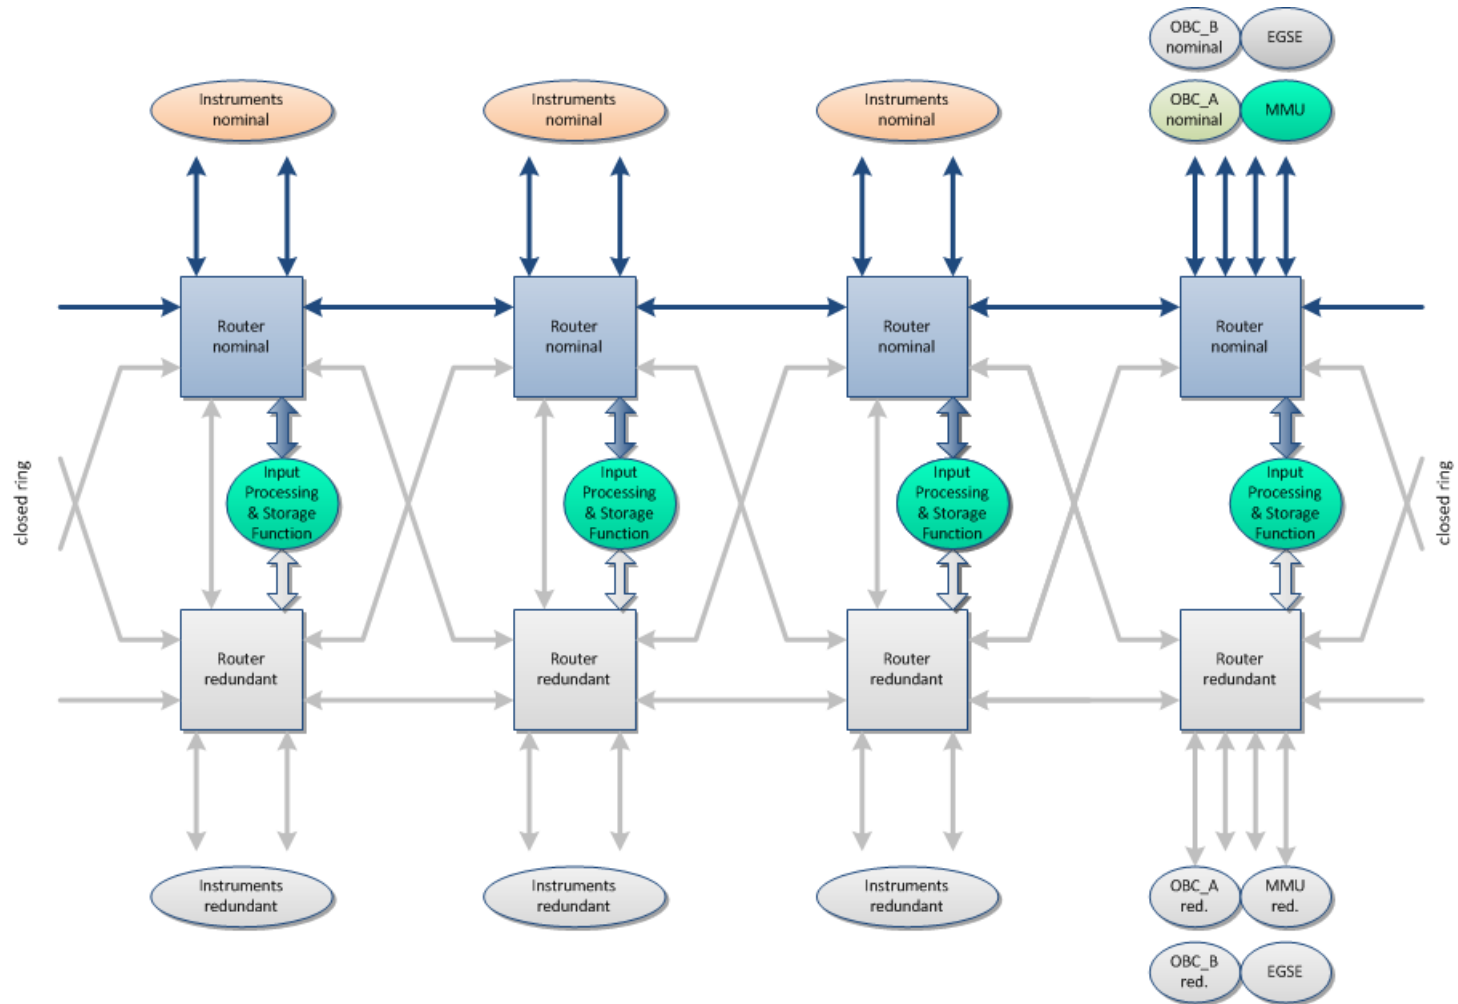 OBC_B
nominal
EGSE
Instruments
nominal
Instruments
nominal
Instruments
nominal
OBC_A
nominal
MMU
Router
nominal
Router
nominal
Router
nominal
Router
nominal
closed ring
Input
Processing
& Storage
Function
Input
Processing
& Storage
Function
Input
Processing
& Storage
Function
Input
Processing
& Storage
Function
closed ring
Router
redundant
Router
redundant
Router
redundant
Router
redundant
Instruments
redundant
Instruments
redundant
Instruments
redundant
OBC_A
red.
MMU
red.
OBC_B
red.
EGSE